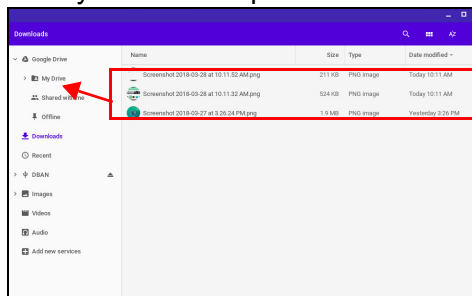 Downloads
Google Drive
My Drive
Shared with me
Offline
Downloads
Recent
DBAN
Images
Videos
Audio
Add new services
Name Size Type Date modified
Screenshot 2018-03-28 at 10.11.52 AM.png 211 KB PNG image Today 10:11 AM
Screenshot 2018-03-28 at 10.11.32 AM.png 524 KB PNG image Today 10:11 AM
Screenshot 2018-03-27 at 3.26.24 PM.png 1.9 MB PNG image Yesterday 3:26 PM